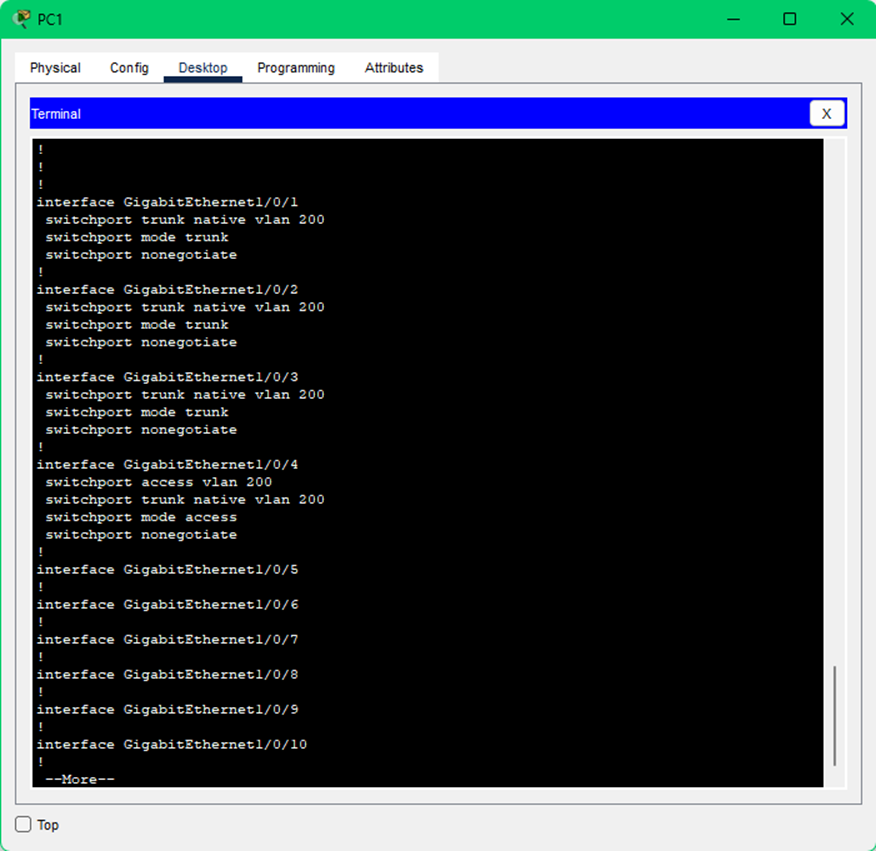 PC1
Physical Config Desktop Programming Attributes
Terminal X
!
!
!
interface GigabitEthernet1/0/1
 switchport trunk native vlan 200
 switchport mode trunk
 switchport nonegotiate
!
interface GigabitEthernet1/0/2
 switchport trunk native vlan 200
 switchport mode trunk
 switchport nonegotiate
!
interface GigabitEthernet1/0/3
 switchport trunk native vlan 200
 switchport mode trunk
 switchport nonegotiate
!
interface GigabitEthernet1/0/4
 switchport access vlan 200
 switchport trunk native vlan 200
 switchport mode access
 switchport nonegotiate
!
interface GigabitEthernet1/0/5
!
interface GigabitEthernet1/0/6
!
interface GigabitEthernet1/0/7
!
interface GigabitEthernet1/0/8
!
interface GigabitEthernet1/0/9
!
interface GigabitEthernet1/0/10
!
 --More--
Top